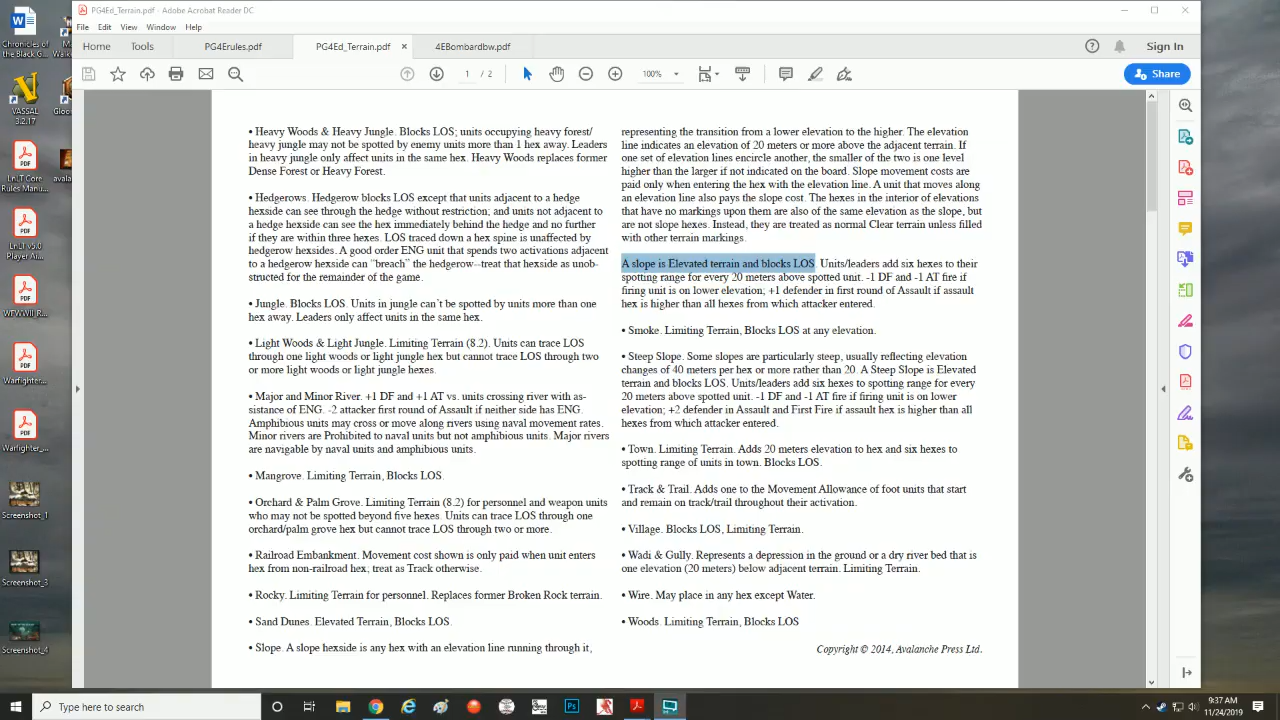 PG4Ed_Terrain.pdf - Adobe Acrobat Reader DC
File Edit View Window Help
Home Tools PG4Erules.pdf PG4Ed_Terrain.pdf × 4EBombardbw.pdf Sign In
1 / 2 100% Share
Chronicles of
the Black G...
VASSAL
3.2.17
LnLT Core
Rules Manu...
LnLT v5.0
Player Ai...
WFWWII_R...
Warfighter...
Warfighter_...
Screenshot_1
Screenshot_3
Screenshot_4
• Heavy Woods & Heavy Jungle. Blocks LOS; units occupying heavy forest/
heavy jungle may not be spotted by enemy units more than 1 hex away. Leaders
in heavy jungle only affect units in the same hex. Heavy Woods replaces former
Dense Forest or Heavy Forest.
• Hedgerows. Hedgerow blocks LOS except that units adjacent to a hedge
hexside can see through the hedge without restriction; and units not adjacent to
a hedge hexside can see the hex immediately behind the hedge and no further
if they are within three hexes. LOS traced down a hex spine is unaffected by
hedgerow hexsides. A good order ENG unit that spends two activations adjacent
to a hedgerow hexside can “breach” the hedgerow--treat that hexside as unob-
structed for the remainder of the game.
• Jungle. Blocks LOS. Units in jungle can’t be spotted by units more than one
hex away. Leaders only affect units in the same hex.
• Light Woods & Light Jungle. Limiting Terrain (8.2). Units can trace LOS
through one light woods or light jungle hex but cannot trace LOS through two
or more light woods or light jungle hexes.
• Major and Minor River. +1 DF and +1 AT vs. units crossing river with as-
sistance of ENG. -2 attacker first round of Assault if neither side has ENG.
Amphibious units may cross or move along rivers using naval movement rates.
Minor rivers are Prohibited to naval units but not amphibious units. Major rivers
are navigable by naval units and amphibious units.
• Mangrove. Limiting Terrain, Blocks LOS.
• Orchard & Palm Grove. Limiting Terrain (8.2) for personnel and weapon units
who may not be spotted beyond five hexes. Units can trace LOS through one
orchard/palm grove hex but cannot trace LOS through two or more.
• Railroad Embankment. Movement cost shown is only paid when unit enters
hex from non-railroad hex; treat as Track otherwise.
• Rocky. Limiting Terrain for personnel. Replaces former Broken Rock terrain.
• Sand Dunes. Elevated Terrain, Blocks LOS.
• Slope. A slope hexside is any hex with an elevation line running through it,
representing the transition from a lower elevation to the higher. The elevation
line indicates an elevation of 20 meters or more above the adjacent terrain. If
one set of elevation lines encircle another, the smaller of the two is one level
higher than the larger if not indicated on the board. Slope movement costs are
paid only when entering the hex with the elevation line. A unit that moves along
an elevation line also pays the slope cost. The hexes in the interior of elevations
that have no markings upon them are also of the same elevation as the slope, but
are not slope hexes. Instead, they are treated as normal Clear terrain unless filled
with other terrain markings.
A slope is Elevated terrain and blocks LOS. Units/leaders add six hexes to their
spotting range for every 20 meters above spotted unit. -1 DF and -1 AT fire if
firing unit is on lower elevation; +1 defender in first round of Assault if assault
hex is higher than all hexes from which attacker entered.
• Smoke. Limiting Terrain, Blocks LOS at any elevation.
• Steep Slope. Some slopes are particularly steep, usually reflecting elevation
changes of 40 meters per hex or more rather than 20. A Steep Slope is Elevated
terrain and blocks LOS. Units/leaders add six hexes to spotting range for every
20 meters above spotted unit. -1 DF and -1 AT fire if firing unit is on lower
elevation; +2 defender in Assault and First Fire if assault hex is higher than all
hexes from which attacker entered.
• Town. Limiting Terrain. Adds 20 meters elevation to hex and six hexes to
spotting range of units in town. Blocks LOS.
• Track & Trail. Adds one to the Movement Allowance of foot units that start
and remain on track/trail throughout their activation.
• Village. Blocks LOS, Limiting Terrain.
• Wadi & Gully. Represents a depression in the ground or a dry river bed that is
one elevation (20 meters) below adjacent terrain. Limiting Terrain.
• Wire. May place in any hex except Water.
• Woods. Limiting Terrain, Blocks LOS
Copyright © 2014, Avalanche Press Ltd.
Type here to search
9:37 AM
11/24/2019